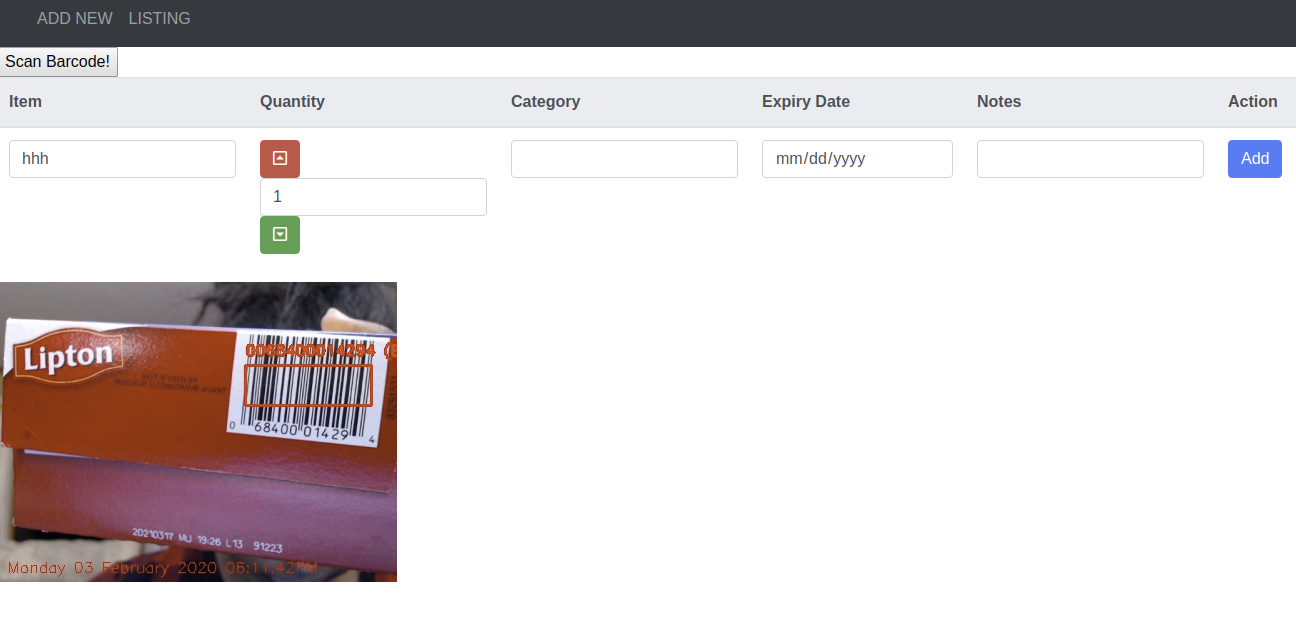 ADD NEW LISTING
Scan Barcode!
Item Quantity Category Expiry Date Notes Action
hhh mm/dd/yyyy Add
1
Lipton
0068400014294 (E
BEST IF USED BY
MEILLEUR SI CONSOMMÉ AVANT
0 68400 01429 4
20210317 MU 19:26 L13 91223
Monday 03 February 2020 06:11:42PM